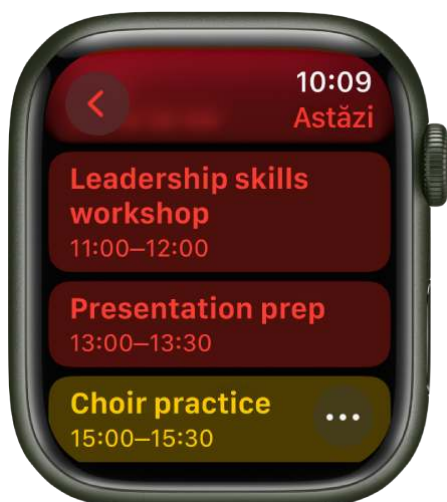 10:09
Astăzi
Leadership skills
workshop
11:00–12:00
Presentation prep
13:00–13:30
Choir practice
15:00–15:30